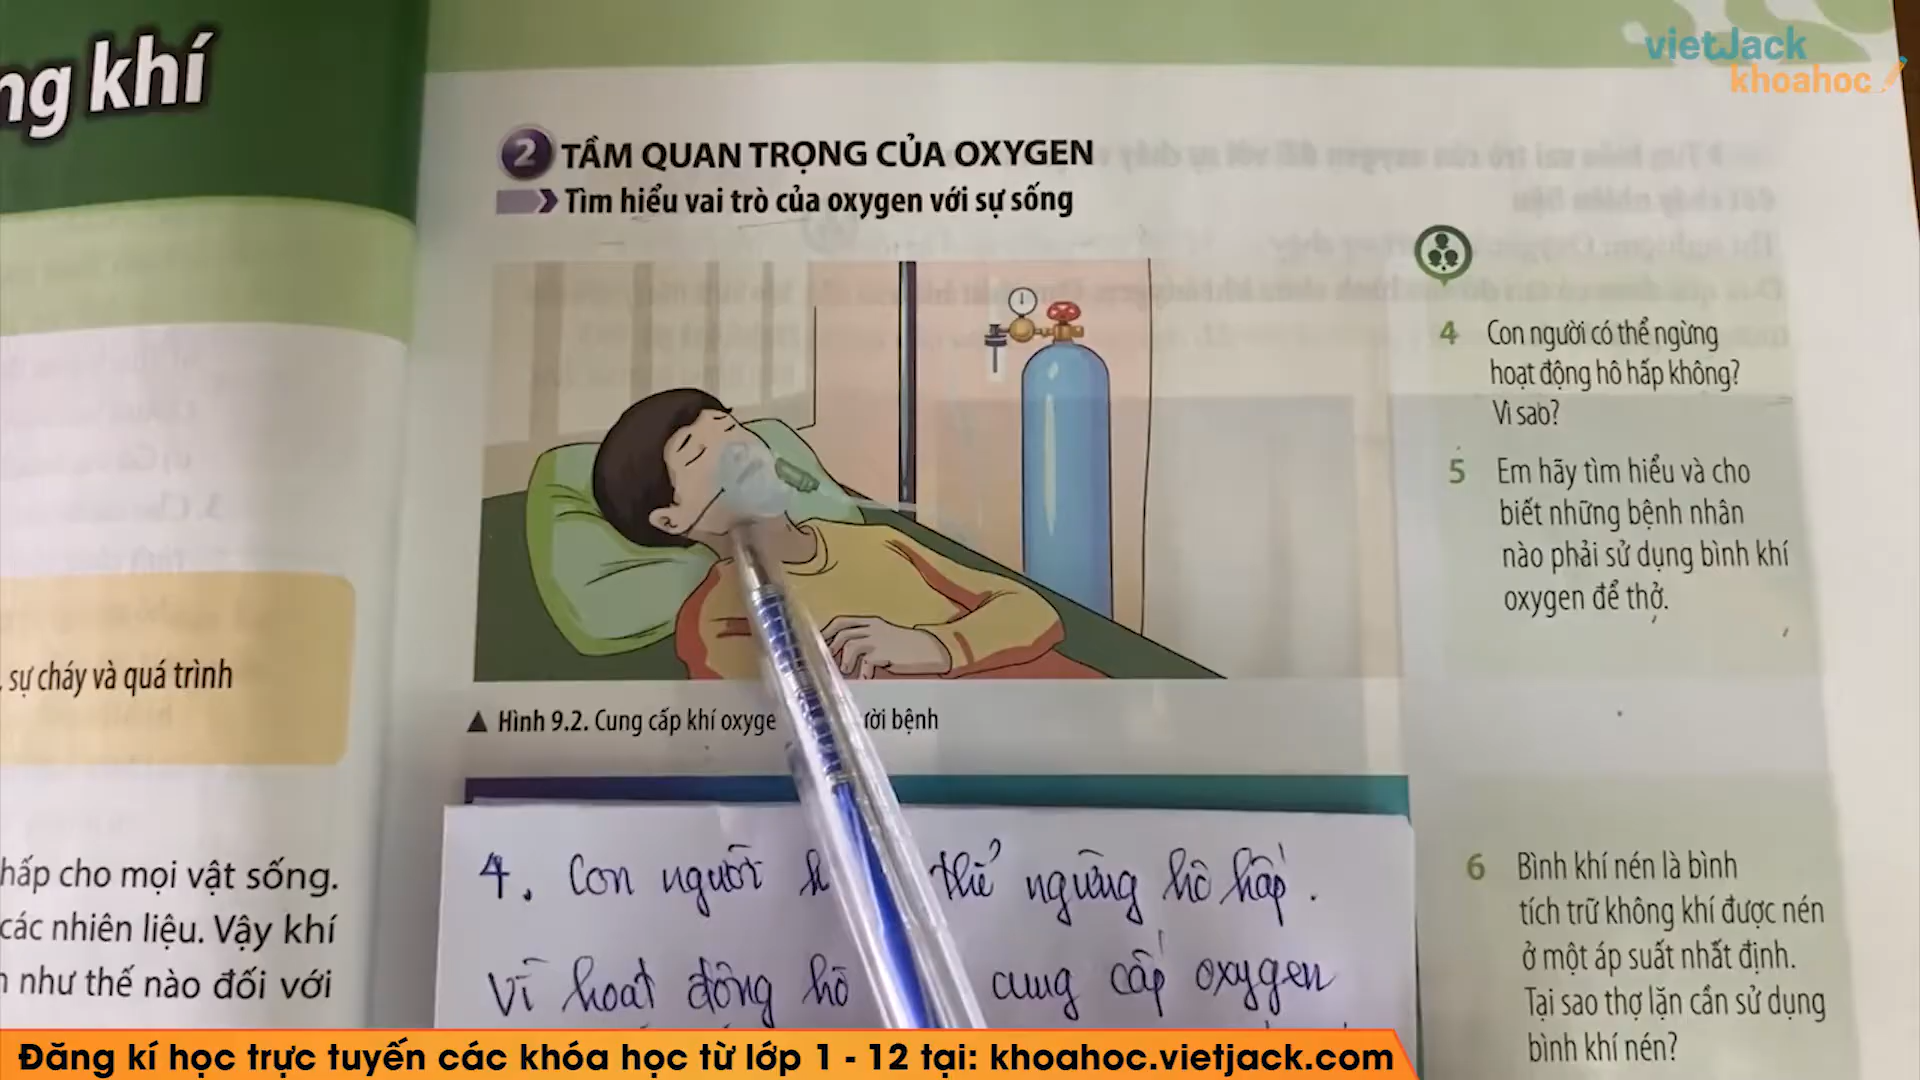 vietJack
khoahoc
ng khí
2 TẦM QUAN TRỌNG CỦA OXYGEN
Tìm hiểu vai trò của oxygen với sự sống
4 Con người có thể ngừng
hoạt động hô hấp không?
Vì sao?
5 Em hãy tìm hiểu và cho
biết những bệnh nhân
nào phải sử dụng bình khí
oxygen để thở.
, sự cháy và quá trình
▲ Hình 9.2. Cung cấp khí oxyge ười bệnh
4. Con người thể ngừng hô hấp.
Vì hoạt động hô cung cấp oxygen
hấp cho mọi vật sống.
các nhiên liệu. Vậy khí
như thế nào đối với
6 Bình khí nén là bình
tích trữ không khí được nén
ở một áp suất nhất định.
Tại sao thợ lặn cần sử dụng
bình khí nén?
Đăng kí học trực tuyến các khóa học từ lớp 1 - 12 tại: khoahoc.vietjack.com